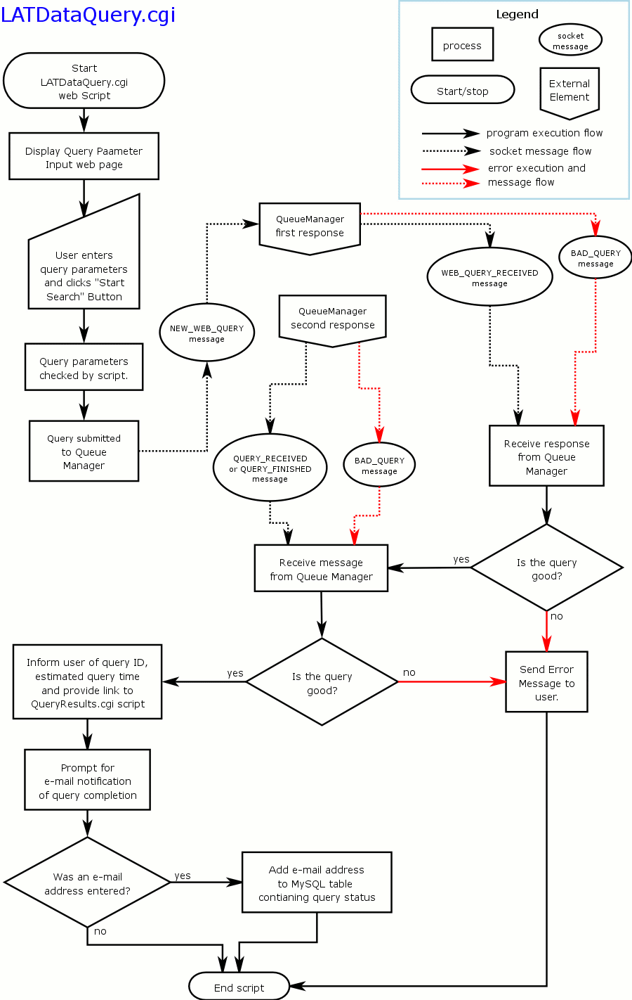 LATDataQuery.cgi
Legend
process
socket
message
Start/stop
External
Element
program execution flow
socket message flow
error execution and
message flow
Start
LATDataQuery.cgi
web Script
Display Query Paameter
Input web page
User enters
query parameters
and clicks "Start
Search" Button
Query parameters
checked by script.
Query submitted
to Queue
Manager
NEW_WEB_QUERY
message
QueueManager
first response
WEB_QUERY_RECEIVED
message
BAD_QUERY
message
QueueManager
second response
QUERY_RECEIVED
or QUERY_FINISHED
message
BAD_QUERY
message
Receive response
from Queue
Manager
Is the query
good?
yes
no
Receive message
from Queue Manager
Is the query
good?
yes
no
Send Error
Message to
user.
Inform user of query ID,
estimated query time
and provide link to
QueryResults.cgi script
Prompt for
e-mail notification
of query completion
Was an e-mail
address entered?
yes
no
Add e-mail address
to MySQL table
contianing query status
End script